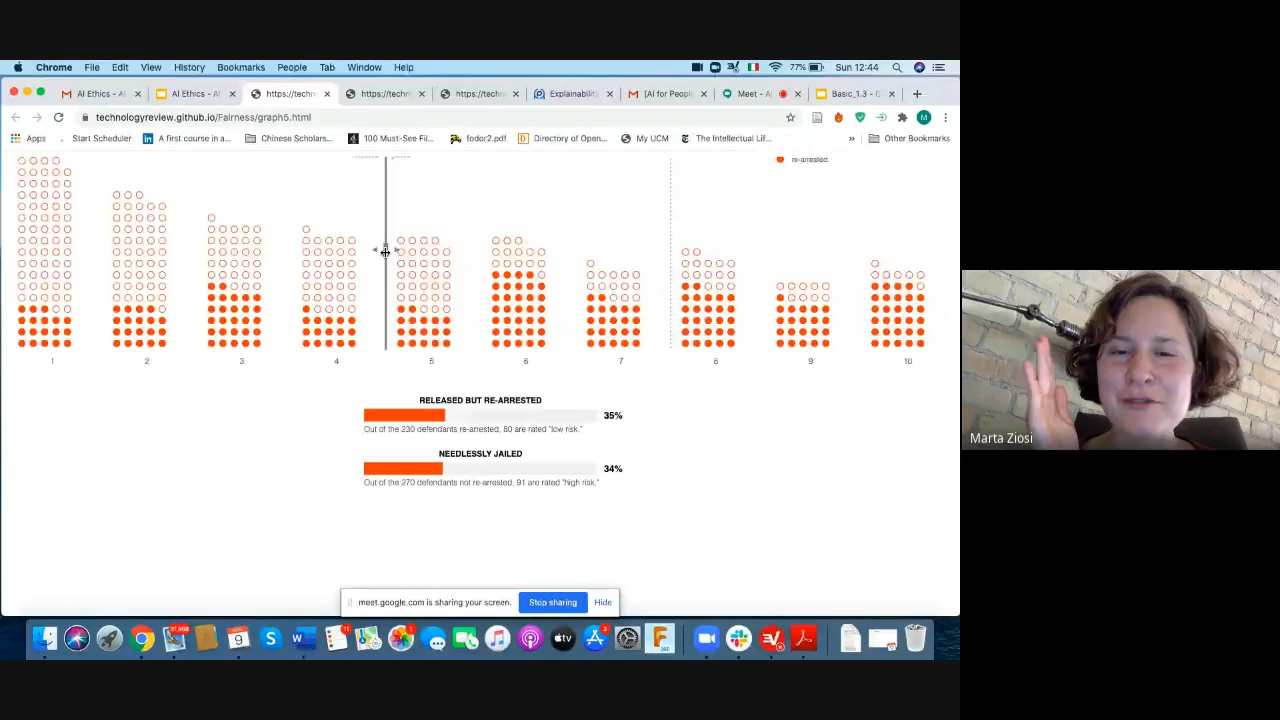 Chrome File Edit View History Bookmarks People Tab Window Help 77% Sun 12:44
AI Ethics - A
AI Ethics - Al
https://techn
https://techn
https://techn
Explainability
[AI for People
Meet - A
Basic_1.3 - G
technologyreview.github.io/Fairness/graph5.html
M
Apps Start Scheduler A first course in a... Chinese Scholars... 100 Must-See Fil... fodor2.pdf Directory of Open... My UCM The Intellectual Lif... » Other Bookmarks
re-arrested
1 2 3 4 5 6 7 8 9 10
RELEASED BUT RE-ARRESTED
35%
Out of the 230 defendants re-arrested, 80 are rated "low risk."
NEEDLESSLY JAILED
34%
Out of the 270 defendants not re-arrested, 91 are rated "high risk."
Marta Ziosi
meet.google.com is sharing your screen. Stop sharing Hide